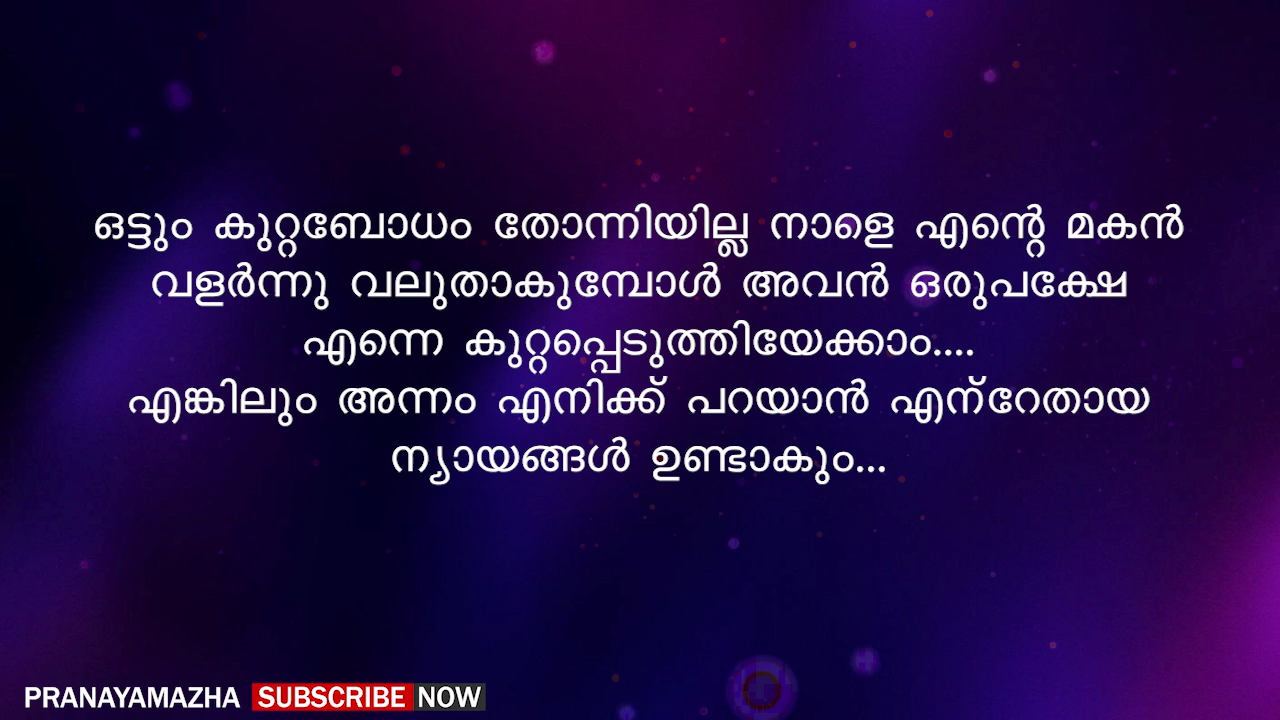 ഒട്ടും കുറ്റബോധം തോന്നിയില്ല നാളെ എന്റെ മകൻ
വളർന്നു വലുതാകുമ്പോൾ അവൻ ഒരുപക്ഷേ
എന്നെ കുറ്റപ്പെടുത്തിയേക്കാം....
എങ്കിലും അന്നം എനിക്ക് പറയാൻ എന്റേതായ
ന്യായങ്ങൾ ഉണ്ടാകും...
PRANAYAMAZHA SUBSCRIBE NOW